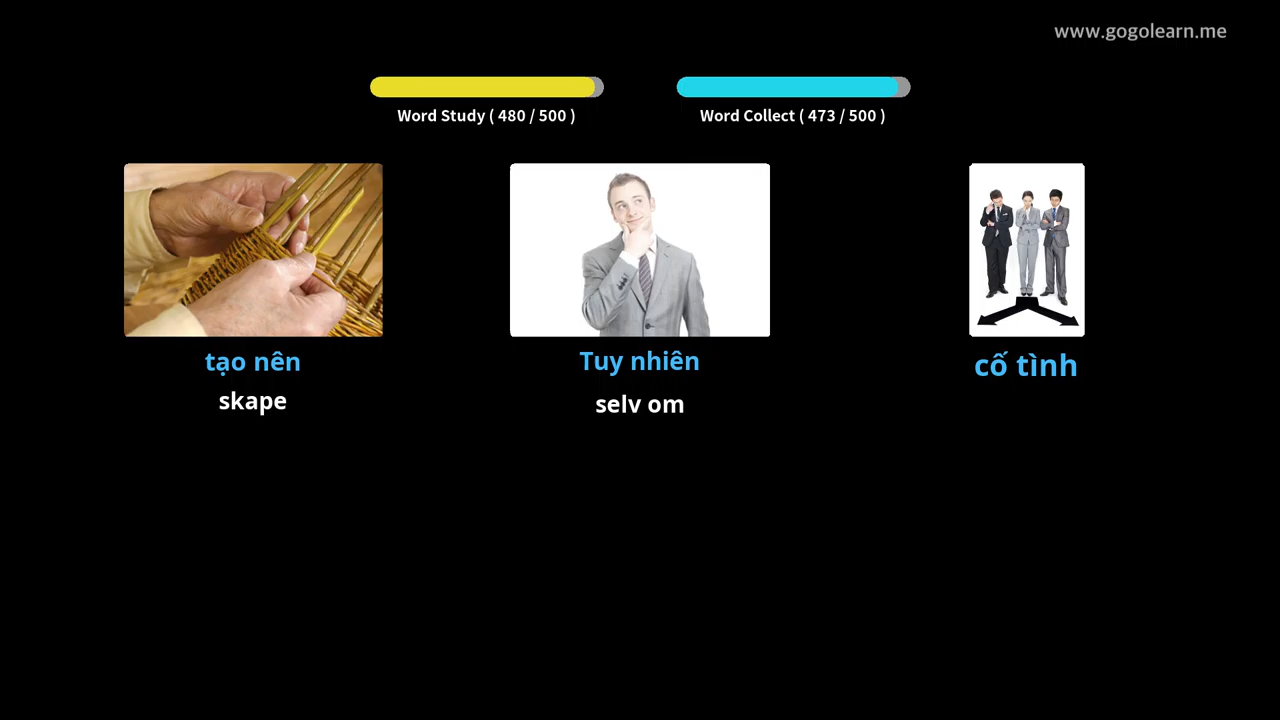 www.gogolearn.me
Word Study ( 480 / 500 )
Word Collect ( 473 / 500 )
tạo nên
skape
Tuy nhiên
selv om
cố tình